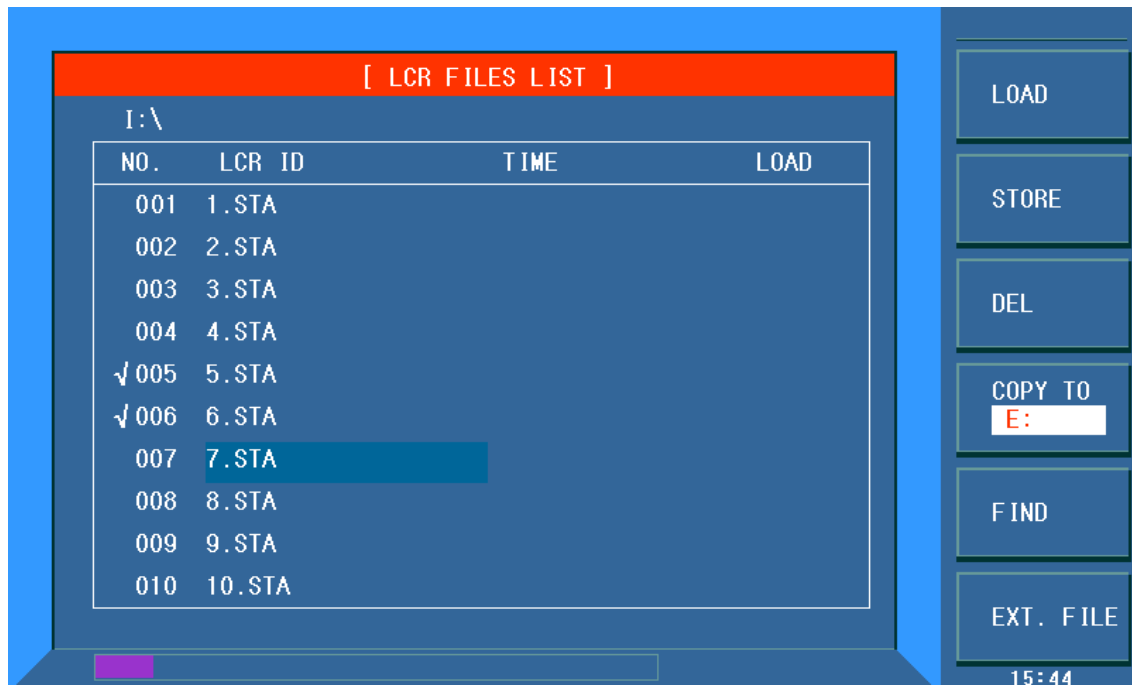 [ LCR FILES LIST ]
I:\
NO. LCR ID TIME LOAD
001 1.STA
002 2.STA
003 3.STA
004 4.STA
√ 005 5.STA
√ 006 6.STA
007 7.STA
008 8.STA
009 9.STA
010 10.STA
LOAD
STORE
DEL
COPY TO
E:
FIND
EXT. FILE
15:44